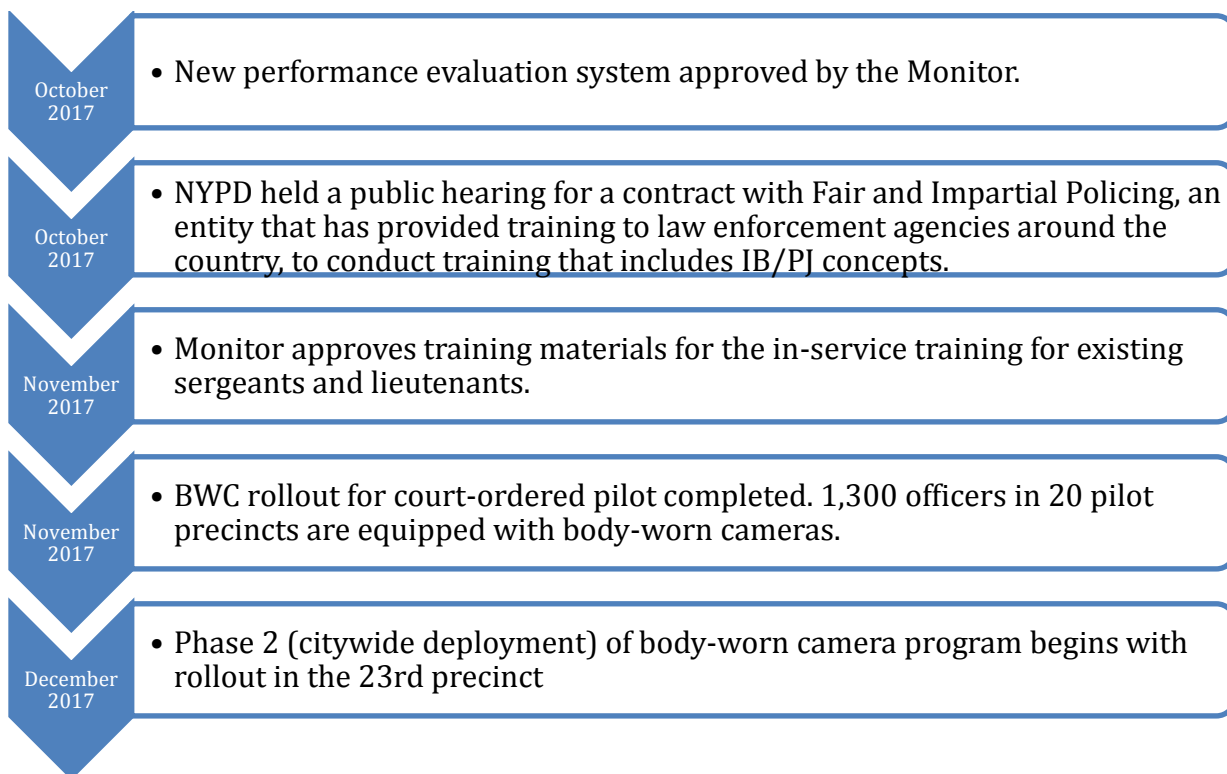 October
2017
• New performance evaluation system approved by the Monitor.
October
2017
• NYPD held a public hearing for a contract with Fair and Impartial Policing, an
entity that has provided training to law enforcement agencies around the
country, to conduct training that includes IB/PJ concepts.
November
2017
• Monitor approves training materials for the in-service training for existing
sergeants and lieutenants.
November
2017
• BWC rollout for court-ordered pilot completed. 1,300 officers in 20 pilot
precincts are equipped with body-worn cameras.
December
2017
• Phase 2 (citywide deployment) of body-worn camera program begins with
rollout in the 23rd precinct